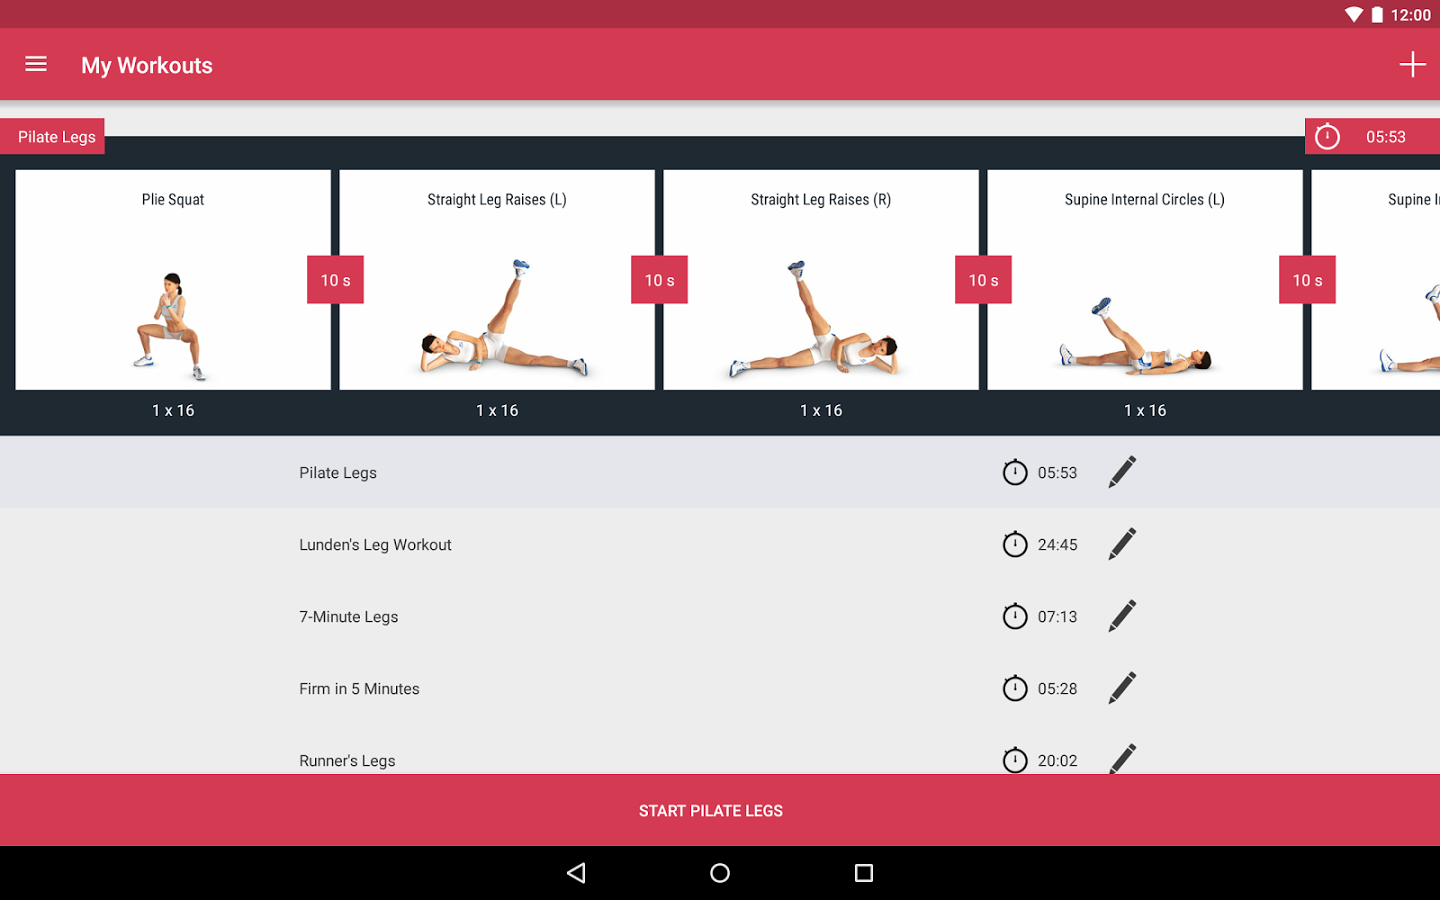 12:00
My Workouts
Pilate Legs
05:53
Plie Squat
Straight Leg Raises (L)
Straight Leg Raises (R)
Supine Internal Circles (L)
Supine I
10 s
10 s
10 s
10 s
1 x 16
1 x 16
1 x 16
1 x 16
Pilate Legs 05:53
Lunden's Leg Workout 24:45
7-Minute Legs 07:13
Firm in 5 Minutes 05:28
Runner's Legs 20:02
START PILATE LEGS